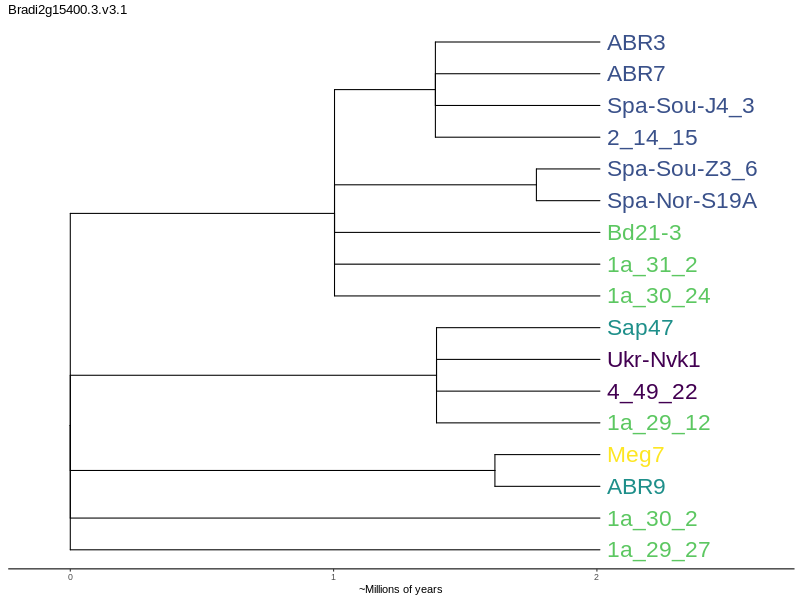 Bradi2g15400.3.v3.1
ABR3
ABR7
Spa-Sou-J4_3
2_14_15
Spa-Sou-Z3_6
Spa-Nor-S19A
Bd21-3
1a_31_2
1a_30_24
Sap47
Ukr-Nvk1
4_49_22
1a_29_12
Meg7
ABR9
1a_30_2
1a_29_27
0 1 2
~Millions of years